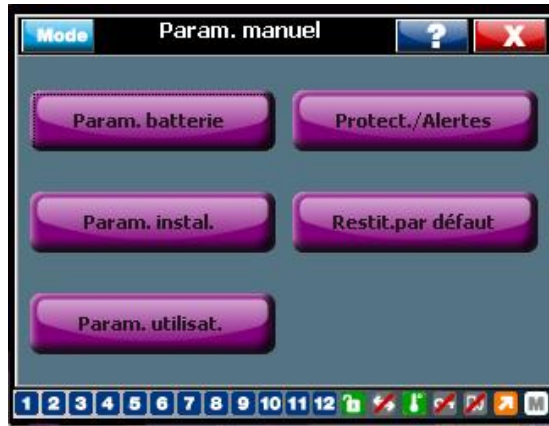 Mode Param. manuel ? X
Param. batterie Protect./Alertes
Param. instal. Restit.par défaut
Param. utilisat.
1 2 3 4 5 6 7 8 9 10 11 12 M